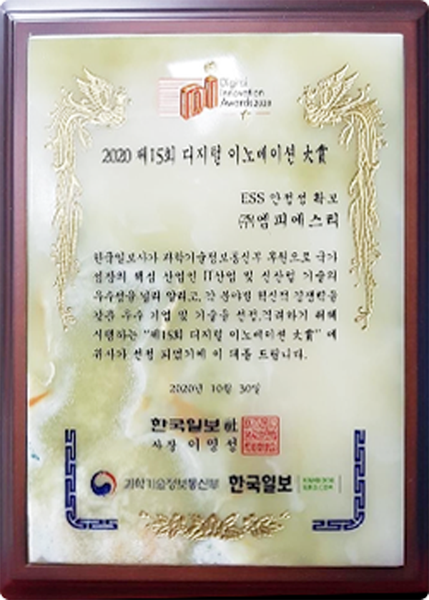 Digital
Innovation
Awards 2020
2020 제15회 디지털 이노베이션 大賞
ESS 안정성 확보
㈜엠피에스티
한국일보사가 과학기술정보통신부 후원으로 국가
성장의 핵심 산업인 IT산업 및 신산업 기술의
우수성을 널리 알리고, 각 분야별 혁신적 경쟁력을
갖춘 우수 기업 및 기술을 선정,격려하기 위해
시행하는 "제15회 디지털 이노베이션 大賞" 에
귀사가 선정 되었기에 이 패를 드립니다.
2020년 10월 30일
한국일보社
사장 이영성
과학기술정보통신부 한국일보